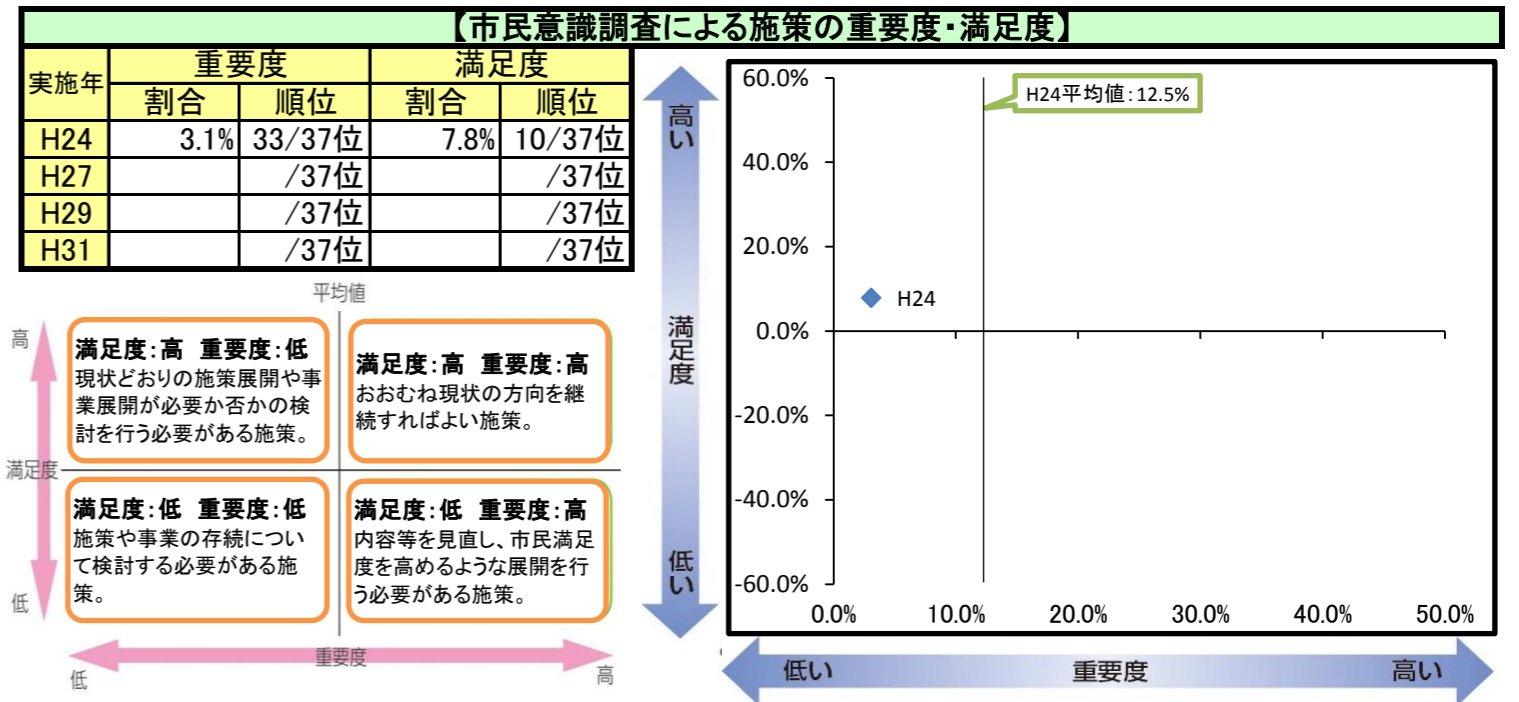 【市民意識調査による施策の重要度・満足度】
実施年 重要度 満足度
割合 順位 割合 順位
H24 3.1% 33/37位 7.8% 10/37位
H27 /37位 /37位
H29 /37位 /37位
H31 /37位 /37位
平均値
高
満足度:高 重要度:低
現状どおりの施策展開や事
業展開が必要か否かの検
討を行う必要がある施策。
満足度:高 重要度:高
おおむね現状の方向を継
続すればよい施策。
満足度
満足度:低 重要度:低
施策や事業の存続につい
て検討する必要がある施
策。
満足度:低 重要度:高
内容等を見直し、市民満足
度を高めるような展開を行
う必要がある施策。
低
重要度
低
高
高い
満足度
低い
60.0%
40.0%
20.0%
0.0%
-20.0%
-40.0%
-60.0%
H24平均値:12.5%
H24
0.0% 10.0% 20.0% 30.0% 40.0% 50.0%
低い 重要度 高い